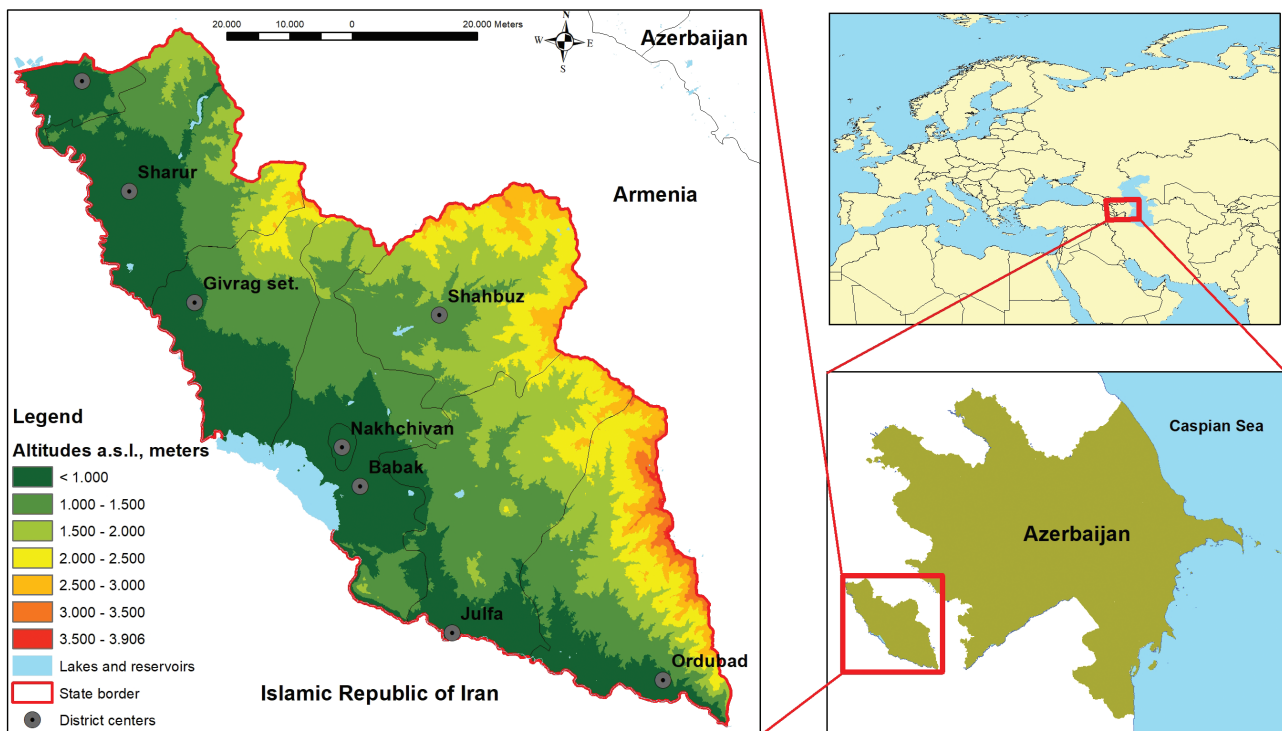 20.000
10.000
0
20.000 Meters
N
W
E
S
Azerbaijan
Armenia
Sharur
Givrag set.
Shahbuz
Nakhchivan
Babak
Julfa
Ordubad
Islamic Republic of Iran
Legend
Altitudes a.s.l., meters
< 1.000
1.000 - 1.500
1.500 - 2.000
2.000 - 2.500
2.500 - 3.000
3.000 - 3.500
3.500 - 3.906
Lakes and reservoirs
State border
District centers
Caspian Sea
Azerbaijan